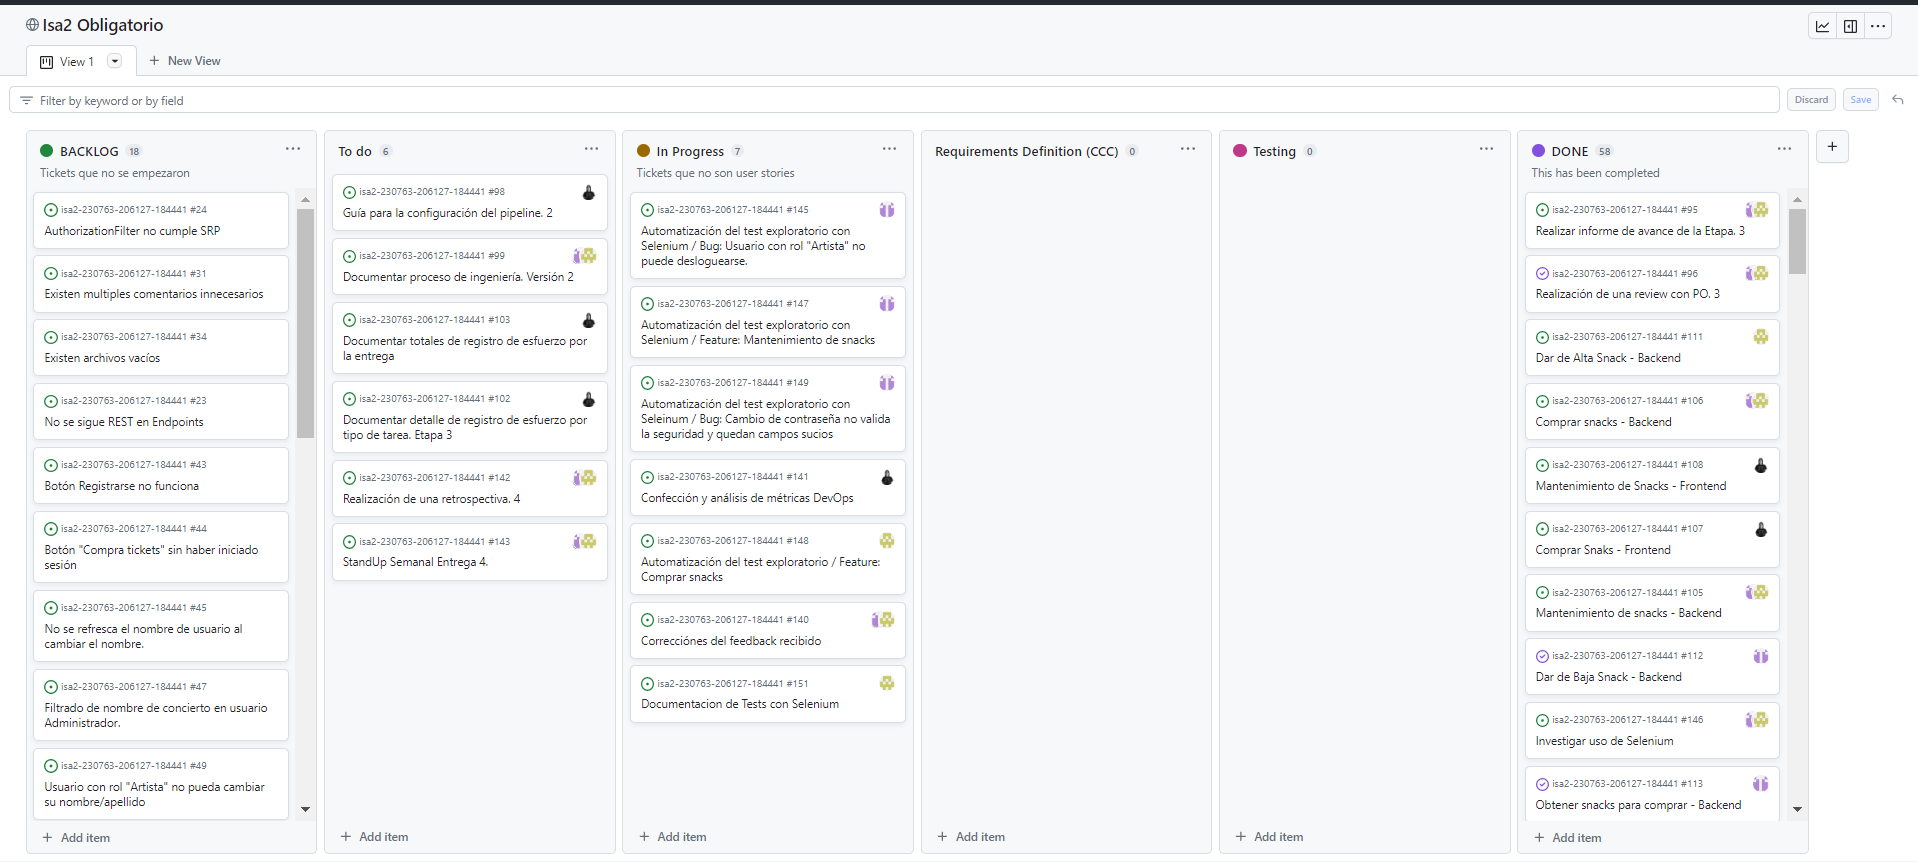 Isa2 Obligatorio
View 1
New View
Filter by keyword or by field
Discard
Save
BACKLOG 18
Tickets que no se empezaron
isa2-230763-206127-184441 #24
AuthorizationFilter no cumple SRP
isa2-230763-206127-184441 #31
Existen multiples comentarios innecesarios
isa2-230763-206127-184441 #34
Existen archivos vacíos
isa2-230763-206127-184441 #23
No se sigue REST en Endpoints
isa2-230763-206127-184441 #43
Botón Registrarse no funciona
isa2-230763-206127-184441 #44
Botón "Compra tickets" sin haber iniciado
sesión
isa2-230763-206127-184441 #45
No se refresca el nombre de usuario al
cambiar el nombre.
isa2-230763-206127-184441 #47
Filtrado de nombre de concierto en usuario
Administrador.
isa2-230763-206127-184441 #49
Usuario con rol "Artista" no pueda cambiar
su nombre/apellido
Add item
To do 6
isa2-230763-206127-184441 #98
Guía para la configuración del pipeline. 2
isa2-230763-206127-184441 #99
Documentar proceso de ingeniería. Versión 2
isa2-230763-206127-184441 #103
Documentar totales de registro de esfuerzo por
la entrega
isa2-230763-206127-184441 #102
Documentar detalle de registro de esfuerzo por
tipo de tarea. Etapa 3
isa2-230763-206127-184441 #142
Realización de una retrospectiva. 4
isa2-230763-206127-184441 #143
StandUp Semanal Entrega 4.
Add item
In Progress 7
Tickets que no son user stories
isa2-230763-206127-184441 #145
Automatización del test exploratorio con
Selenium / Bug: Usuario con rol "Artista" no
puede desloguearse.
isa2-230763-206127-184441 #147
Automatización del test exploratorio con
Selenium / Feature: Mantenimiento de snacks
isa2-230763-206127-184441 #149
Automatización del test exploratorio con
Seleinum / Bug: Cambio de contraseña no valida
la seguridad y quedan campos sucios
isa2-230763-206127-184441 #141
Confección y análisis de métricas DevOps
isa2-230763-206127-184441 #148
Automatización del test exploratorio / Feature:
Comprar snacks
isa2-230763-206127-184441 #140
Correcciónes del feedback recibido
isa2-230763-206127-184441 #151
Documentacion de Tests con Selenium
Add item
Requirements Definition (CCC) 0
Add item
Testing 0
Add item
DONE 58
This has been completed
isa2-230763-206127-184441 #95
Realizar informe de avance de la Etapa. 3
isa2-230763-206127-184441 #96
Realización de una review con PO. 3
isa2-230763-206127-184441 #111
Dar de Alta Snack - Backend
isa2-230763-206127-184441 #106
Comprar snacks - Backend
isa2-230763-206127-184441 #108
Mantenimiento de Snacks - Frontend
isa2-230763-206127-184441 #107
Comprar Snaks - Frontend
isa2-230763-206127-184441 #105
Mantenimiento de snacks - Backend
isa2-230763-206127-184441 #112
Dar de Baja Snack - Backend
isa2-230763-206127-184441 #146
Investigar uso de Selenium
isa2-230763-206127-184441 #113
Obtener snacks para comprar - Backend
Add item